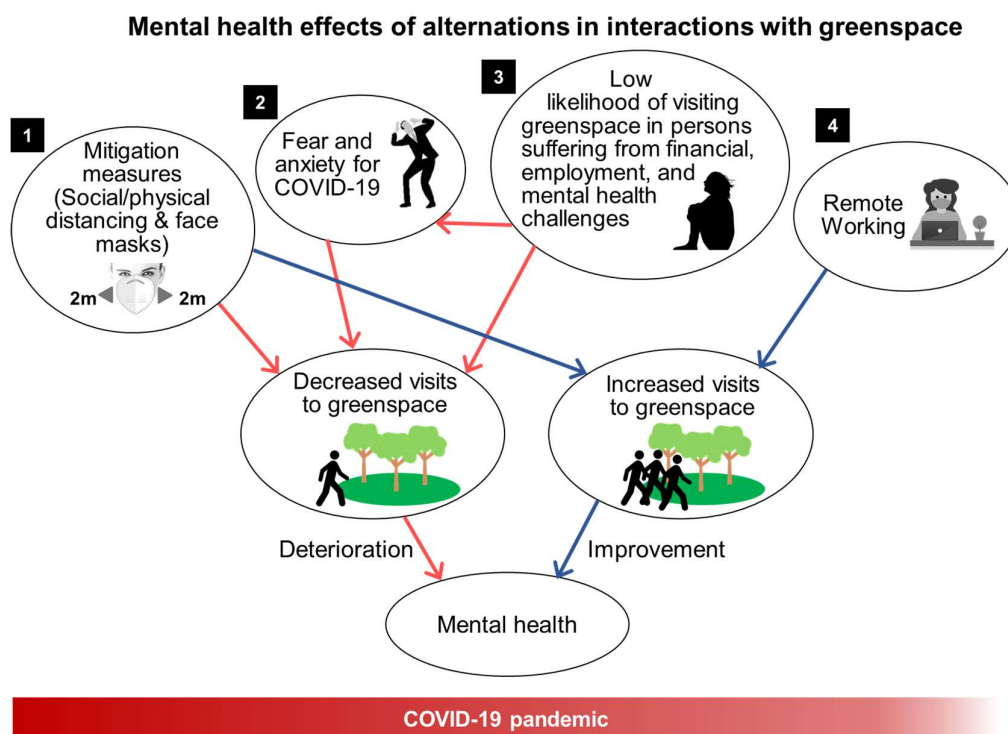 Mental health effects of alternations in interactions with greenspace
1
Mitigation
measures
(Social/physical
distancing & face
masks)
2m
2m
2
Fear and
anxiety for
COVID-19
3
Low
likelihood of visiting
greenspace in persons
suffering from financial,
employment, and
mental health
challenges
4
Remote
Working
Decreased visits
to greenspace
Increased visits
to greenspace
Deterioration
Improvement
Mental health
COVID-19 pandemic